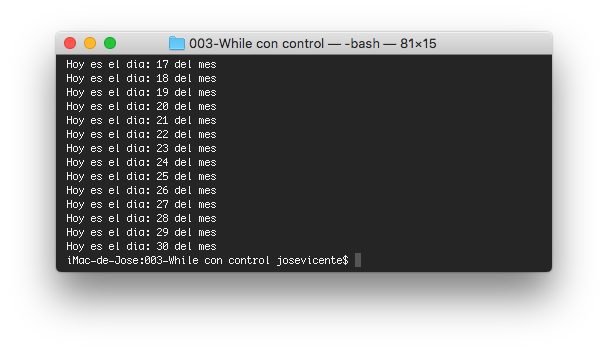 003-While con control — -bash — 81×15
Hoy es el dia: 17 del mes
Hoy es el dia: 18 del mes
Hoy es el dia: 19 del mes
Hoy es el dia: 20 del mes
Hoy es el dia: 21 del mes
Hoy es el dia: 22 del mes
Hoy es el dia: 23 del mes
Hoy es el dia: 24 del mes
Hoy es el dia: 25 del mes
Hoy es el dia: 26 del mes
Hoy es el dia: 27 del mes
Hoy es el dia: 28 del mes
Hoy es el dia: 29 del mes
Hoy es el dia: 30 del mes
iMac-de-Jose:003-While con control josevicente$